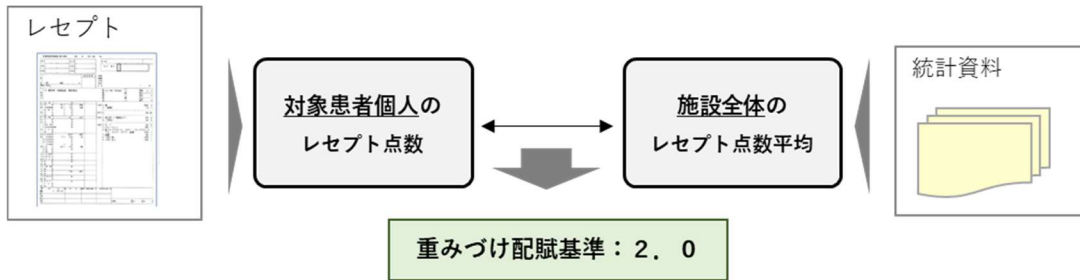 レセプト
統計資料
対象患者個人の
レセプト点数
施設全体の
レセプト点数平均
重みづけ配賦基準：２．０